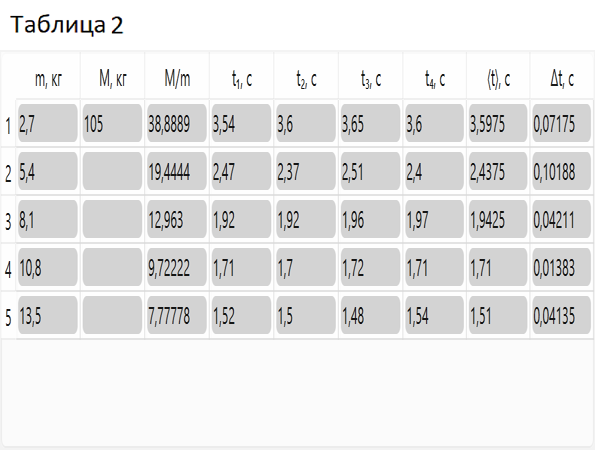 Таблица 2
m, кг M, кг M/m t₁, с t₂, с t₃, с t₄, с ⟨t⟩, с Δt, с
1 2,7 105 38,8889 3,54 3,6 3,65 3,6 3,5975 0,07175
2 5,4 19,4444 2,47 2,37 2,51 2,4 2,4375 0,10188
3 8,1 12,963 1,92 1,92 1,96 1,97 1,9425 0,04211
4 10,8 9,72222 1,71 1,7 1,72 1,71 1,71 0,01383
5 13,5 7,77778 1,52 1,5 1,48 1,54 1,51 0,04135